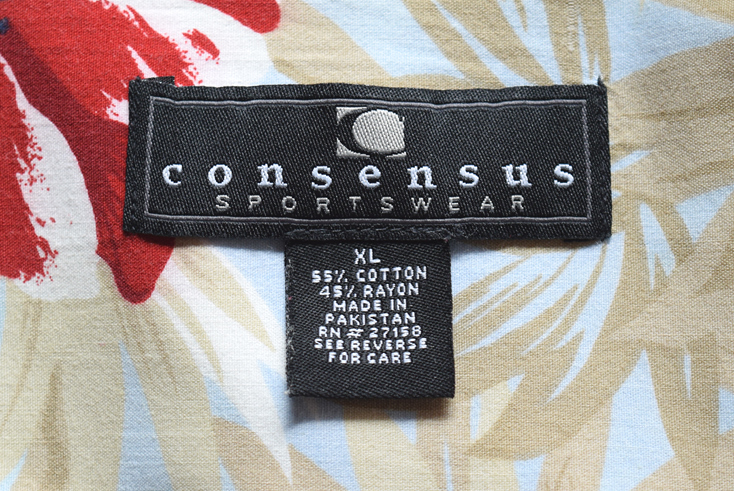 consensus
SPORTSWEAR
XL
55% COTTON
45% RAYON
MADE IN
PAKISTAN
RN# 27158
SEE REVERSE
FOR CARE